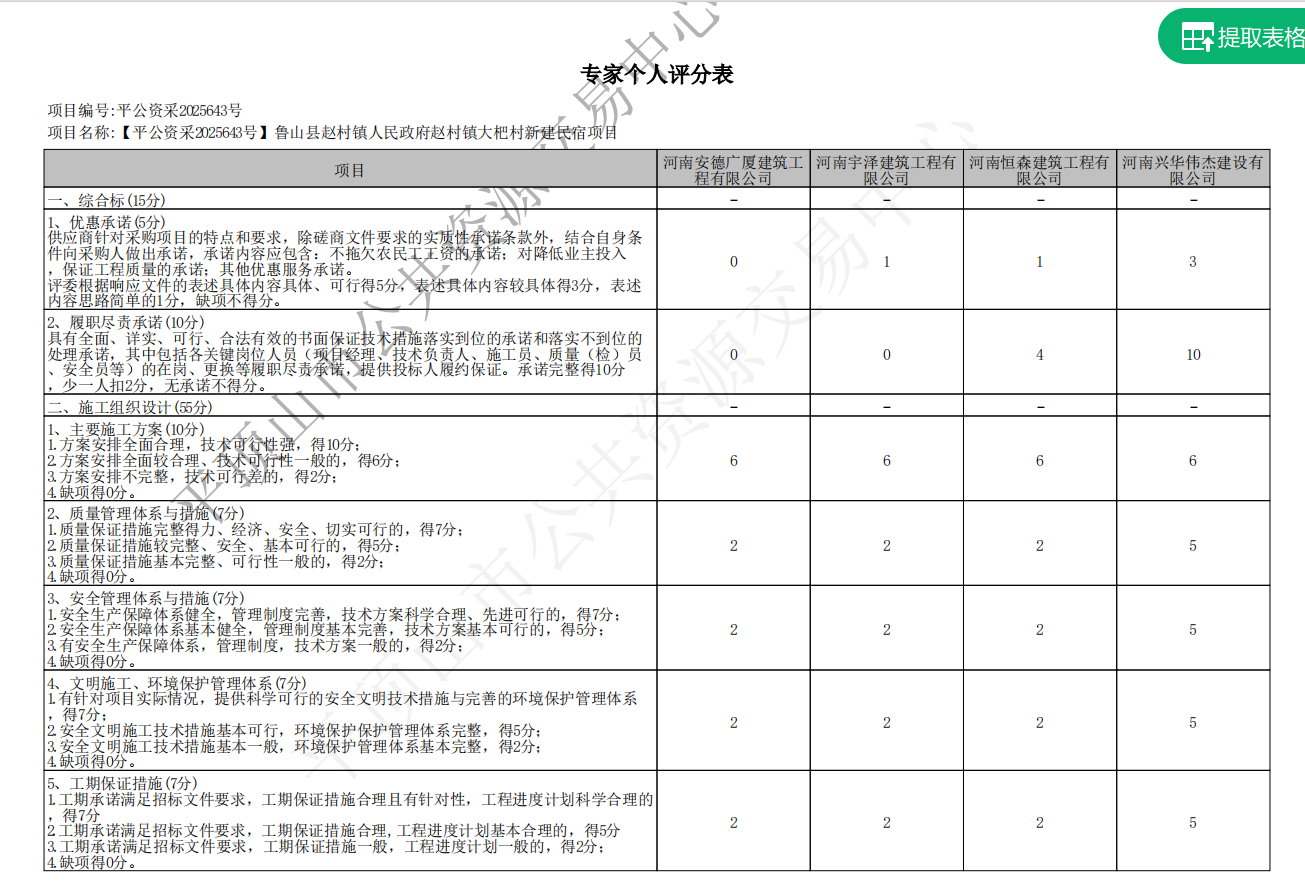 提取表格
专家个人评分表
项目编号:平公资采2025643号
项目名称:【平公资采2025643号】鲁山县赵村镇人民政府赵村镇大杷村新建民宿项目
项目 河南安德广厦建筑工程有限公司 河南宇泽建筑工程有限公司 河南恒森建筑工程有限公司 河南兴华伟杰建设有限公司
一、综合标(15分) - - - -
1、优惠承诺(5分)
供应商针对采购项目的特点和要求，除磋商文件要求的实质性承诺条款外，结合自身条
件向采购人做出承诺，承诺内容应包含：不拖欠农民工工资的承诺；对降低业主投入
，保证工程质量的承诺；其他优惠服务承诺。
评委根据响应文件的表述具体内容具体、可行得5分，表述具体内容较具体得3分，表述
内容思路简单的1分，缺项不得分。
0 1 1 3
2、履职尽责承诺(10分)
具有全面、详实、可行、合法有效的书面保证技术措施落实到位的承诺和落实不到位的
处理承诺，其中包括各关键岗位人员（项目经理、技术负责人、施工员、质量（检）员
、安全员等）的在岗、更换等履职尽责承诺，提供投标人履约保证。承诺完整得10分
，少一人扣2分，无承诺不得分。
0 0 4 10
二、施工组织设计(55分) - - - -
1、主要施工方案(10分)
1.方案安排全面合理，技术可行性强，得10分；
2.方案安排全面较合理、技术可行性一般的，得6分；
3.方案安排不完整，技术可行差的，得2分；
4.缺项得0分。
6 6 6 6
2、质量管理体系与措施(7分)
1.质量保证措施完整得力、经济、安全、切实可行的，得7分；
2.质量保证措施较完整、安全、基本可行的，得5分；
3.质量保证措施基本完整、可行性一般的，得2分；
4.缺项得0分。
2 2 2 5
3、安全管理体系与措施(7分)
1.安全生产保障体系健全，管理制度完善，技术方案科学合理、先进可行的，得7分；
2.安全生产保障体系基本健全，管理制度基本完善，技术方案基本可行的，得5分；
3.有安全生产保障体系，管理制度，技术方案一般的，得2分；
4.缺项得0分。
2 2 2 5
4、文明施工、环境保护管理体系(7分)
1.有针对项目实际情况，提供科学可行的安全文明技术措施与完善的环境保护管理体系
，得7分；
2.安全文明施工技术措施基本可行，环境保护保护管理体系完整，得5分；
3.安全文明施工技术措施基本一般，环境保护管理体系基本完整，得2分；
4.缺项得0分。
2 2 2 5
5、工期保证措施(7分)
1.工期承诺满足招标文件要求，工期保证措施合理且有针对性，工程进度计划科学合理的
，得7分
2.工期承诺满足招标文件要求，工期保证措施合理,工程进度计划基本合理的，得5分
3.工期承诺满足招标文件要求，工期保证措施一般，工程进度计划一般的，得2分；
4.缺项得0分。
2 2 2 5
平顶山市公共资源交易中心
平顶山市公共资源交易中心